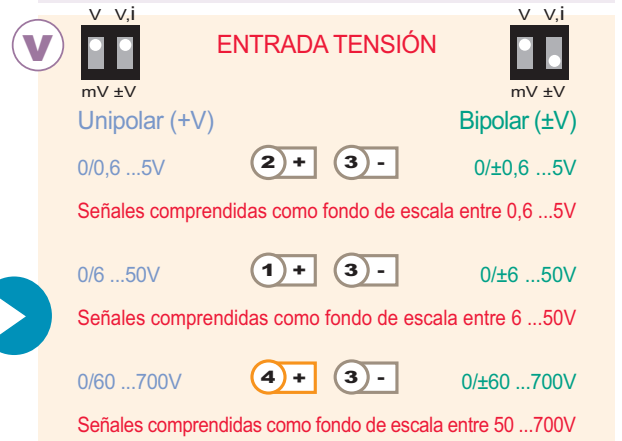 V V,i V V,i
V ENTRADA TENSIÓN
mV ±V mV ±V
Unipolar (+V) Bipolar (±V)
0/0,6 ...5V 2 + 3 - 0/±0,6 ...5V
Señales comprendidas como fondo de escala entre 0,6 ...5V
0/6 ...50V 1 + 3 - 0/±6 ...50V
Señales comprendidas como fondo de escala entre 6 ...50V
0/60 ...700V 4 + 3 - 0/±60 ...700V
Señales comprendidas como fondo de escala entre 50 ...700V